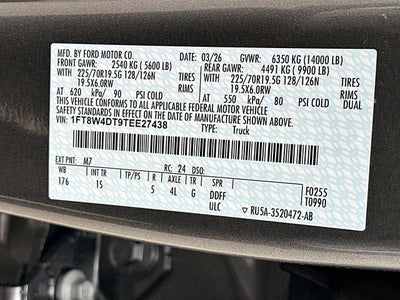 MFD. BY FORD MOTOR CO. 03/26 GVWR: 6350 KG (14000 LB)
FRONT GAWR: 2540 KG ( 5600 LB) REAR GAWR: 4491 KG ( 9900 LB)
WITH TIRES WITH TIRES
225/70R19.5G 128/126N RIMS 225/70R19.5G 128/126N RIMS
19.5X6.0RW 19.5X6.0RW
AT 620 kPa/ 90 PSI COLD AT 550 kPa/ 80 PSI COLD
THIS VEHICLE CONFORMS TO ALL APPLICABLE FEDERAL MOTOR VEHICLE
SAFETY STANDARDS IN EFFECT ON THE DATE OF MANUFACTURE SHOWN ABOVE.
VIN: 1FT8W4DT9TEE27438 TYPE: Truck
EXT PNT: M7 RC: 24 DSO:
WB INT TR TP/PS R AXLE TR SPR F0255
176 1S 5 4L G DDFF T0990
ULC RU5A-3520472-AB